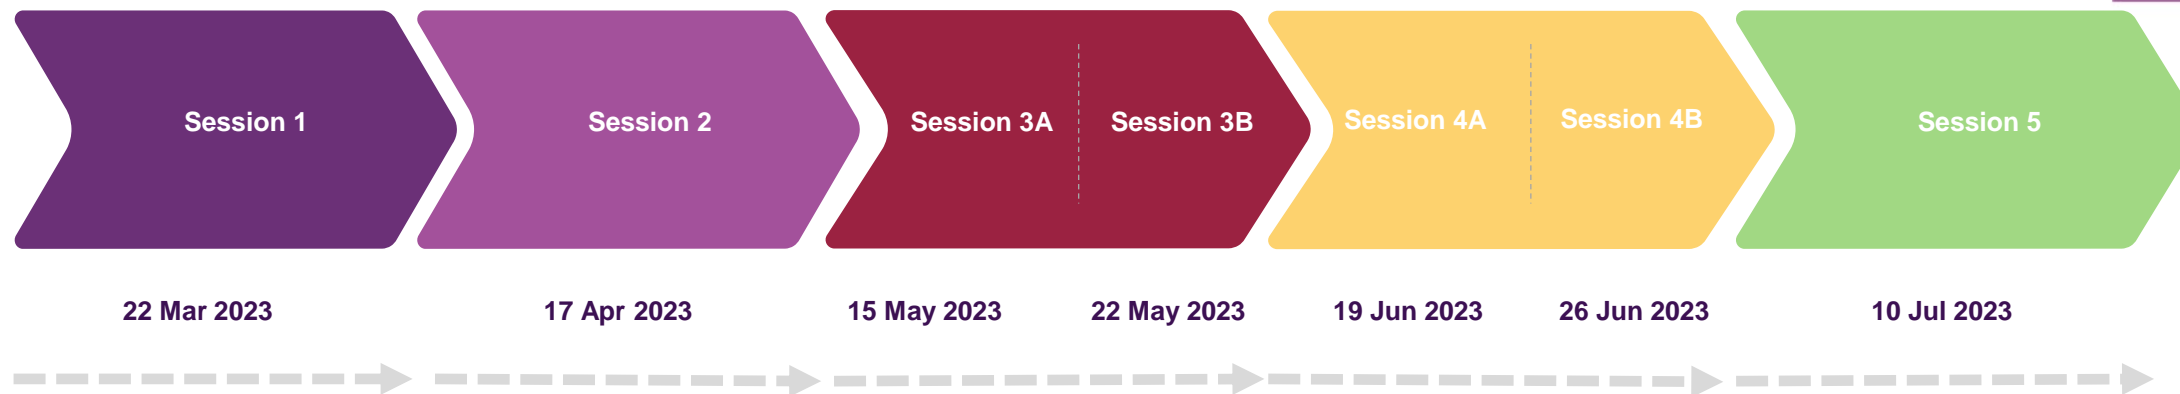 Session 1
Session 2
Session 3A
Session 3B
Session 4A
Session 4B
Session 5
22 Mar 2023
17 Apr 2023
15 May 2023
22 May 2023
19 Jun 2023
26 Jun 2023
10 Jul 2023